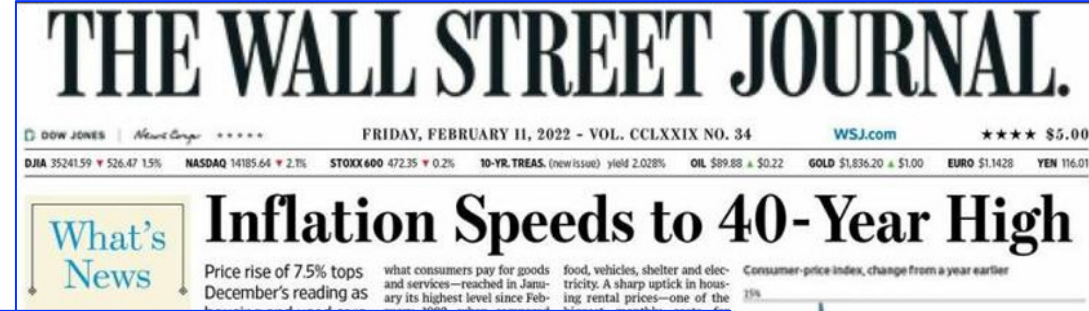 THE WALL STREET JOURNAL.
DOW JONES | News Corp *****
FRIDAY, FEBRUARY 11, 2022 - VOL. CCLXXIX NO. 34
WSJ.com
★★★★ $5.00
DJIA 35241.59 ▼ 526.47 1.5% NASDAQ 14185.64 ▼ 2.1% STOXX 600 472.35 ▼ 0.2% 10-YR. TREAS. (new issue) yield 2.028% OIL $89.88 ▲ $0.22 GOLD $1,836.20 ▲ $1.00 EURO $1.1428 YEN 116.01
What's
News
Inflation Speeds to 40-Year High
Price rise of 7.5% tops
December's reading as
what consumers pay for goods
and services—reached in Janu-
ary its highest level since Feb-
food, vehicles, shelter and elec-
tricity. A sharp uptick in hous-
ing rental prices—one of the
Consumer-price index, change from a year earlier
15%